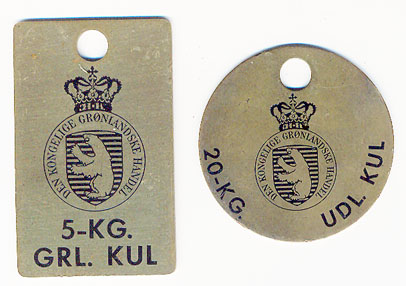 DEN KONGELIGE GRØNLANDSKE HANDEL
5-KG.
GRL. KUL
DEN KONGELIGE GRØNLANDSKE HANDEL
20-KG. UDL. KUL